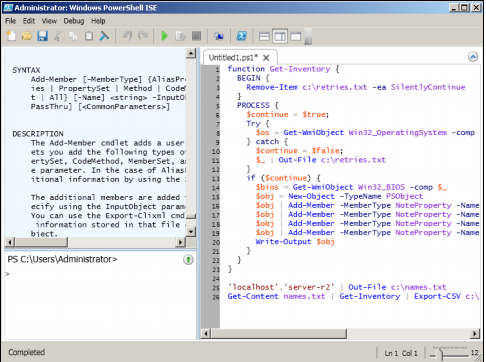 Administrator: Windows PowerShell ISE
File Edit View Debug Help
SYNTAX
Add-Member [-MemberType] {AliasPro
ies | PropertySet | Method | CodeM
t | All} [-Name] <string> -InputOb
PassThru] [<CommonParameters>]
DESCRIPTION
The Add-Member cmdlet adds a user
ets you add the following types o
ertySet, CodeMethod, MemberSet, an
e parameter. In the case of Alias
itional information by using the S
The additional members are added
ecify using the InputObject param
You can use the Export-Clixml cmd
information stored in that file
bject.
PS C:\Users\Administrator>
>
Untitled1.ps1* X
1 function Get-Inventory {
2 BEGIN {
3 Remove-Item c:\retries.txt -ea SilentlyContinue
4 }
5 PROCESS {
6 $continue = $true;
7 Try {
8 $os = Get-WmiObject Win32_OperatingSystem -comp
9 } catch {
10 $continue = $false;
11 $_ | Out-File c:\retries.txt
12 }
13 if ($continue) {
14 $bios = Get-WmiObject Win32_BIOS -comp $_
15 $obj = New-Object -TypeName PSObject
16 $obj | Add-Member -MemberType NoteProperty -Name
17 $obj | Add-Member -MemberType NoteProperty -Name
18 $obj | Add-Member -MemberType NoteProperty -Name
19 $obj | Add-Member -MemberType NoteProperty -Name
20 Write-Output $obj
21 }
22 }
23 }
24
25 'localhost','server-r2' | Out-File c:\names.txt
26 Get-Content names.txt | Get-Inventory | Export-CSV c:\
Completed
Ln 1 Col 1
12